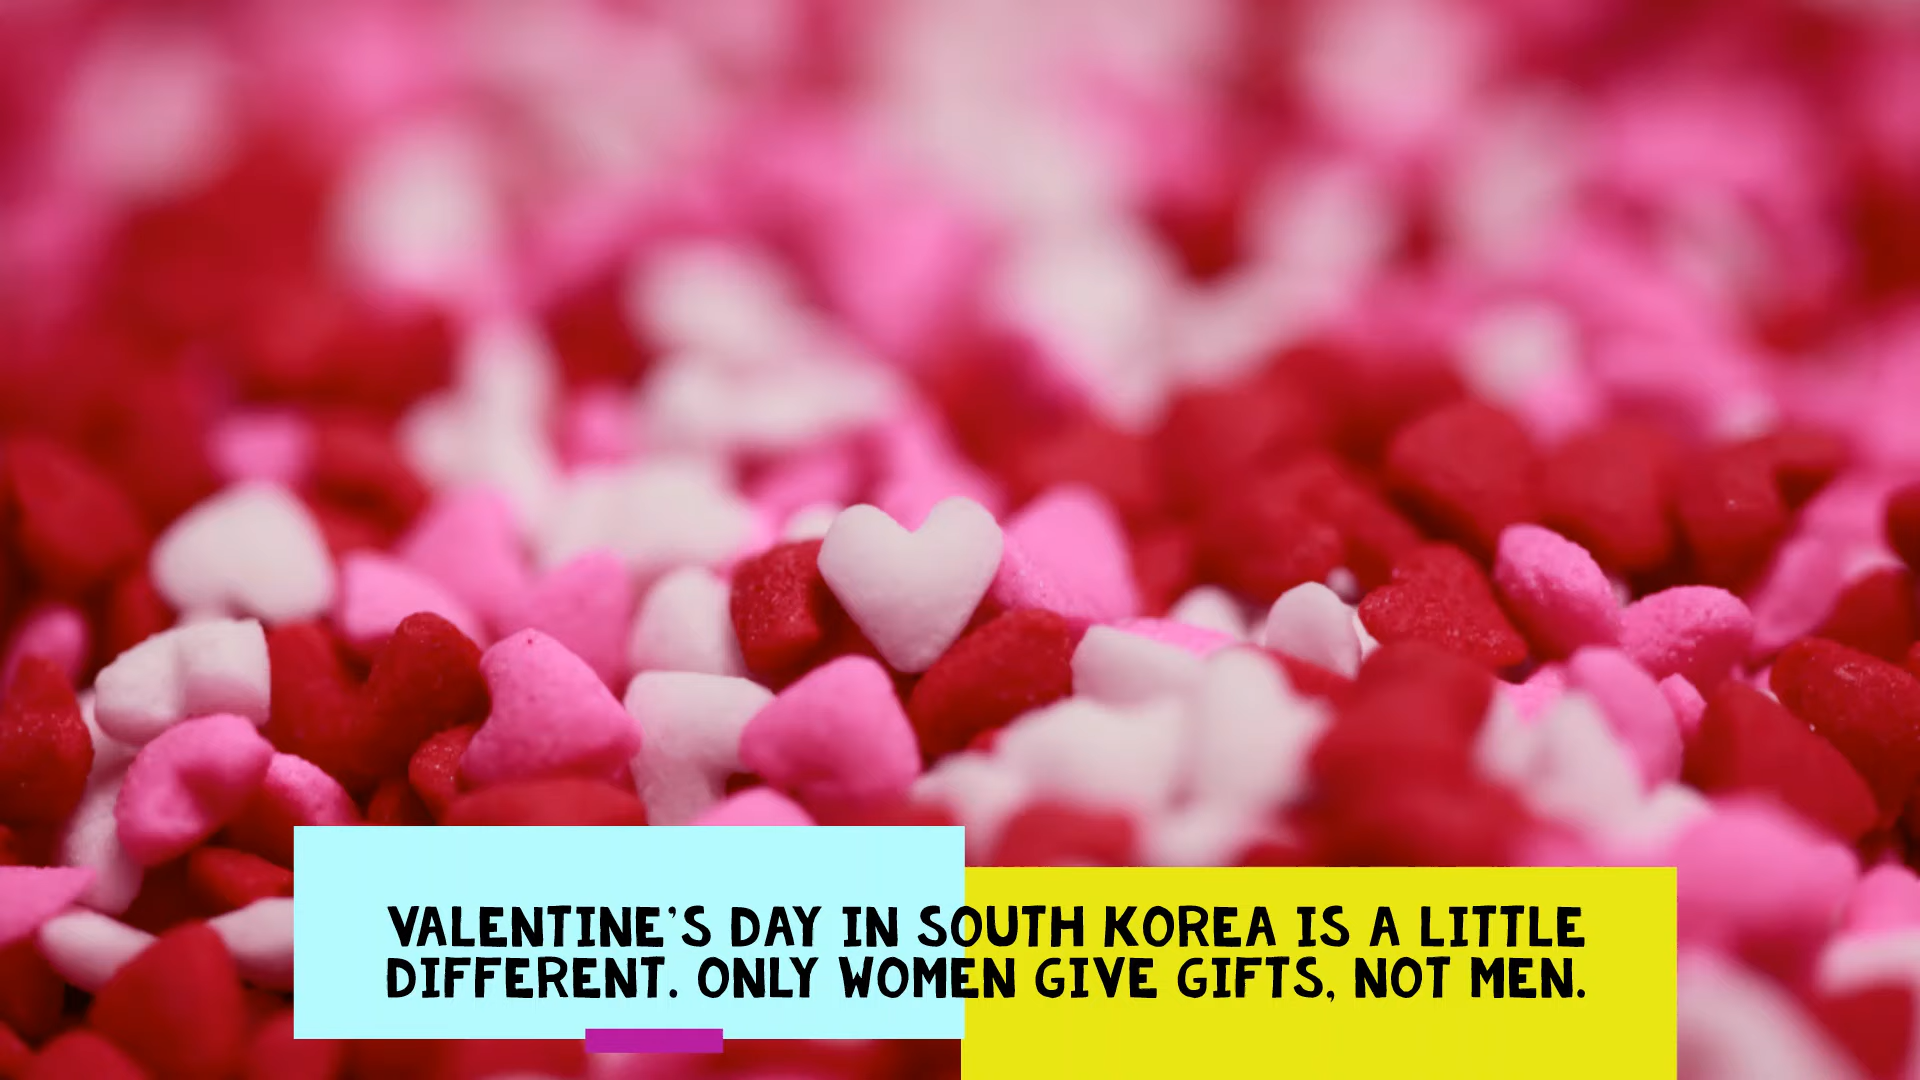 VALENTINE'S DAY IN SOUTH KOREA IS A LITTLE
DIFFERENT. ONLY WOMEN GIVE GIFTS, NOT MEN.